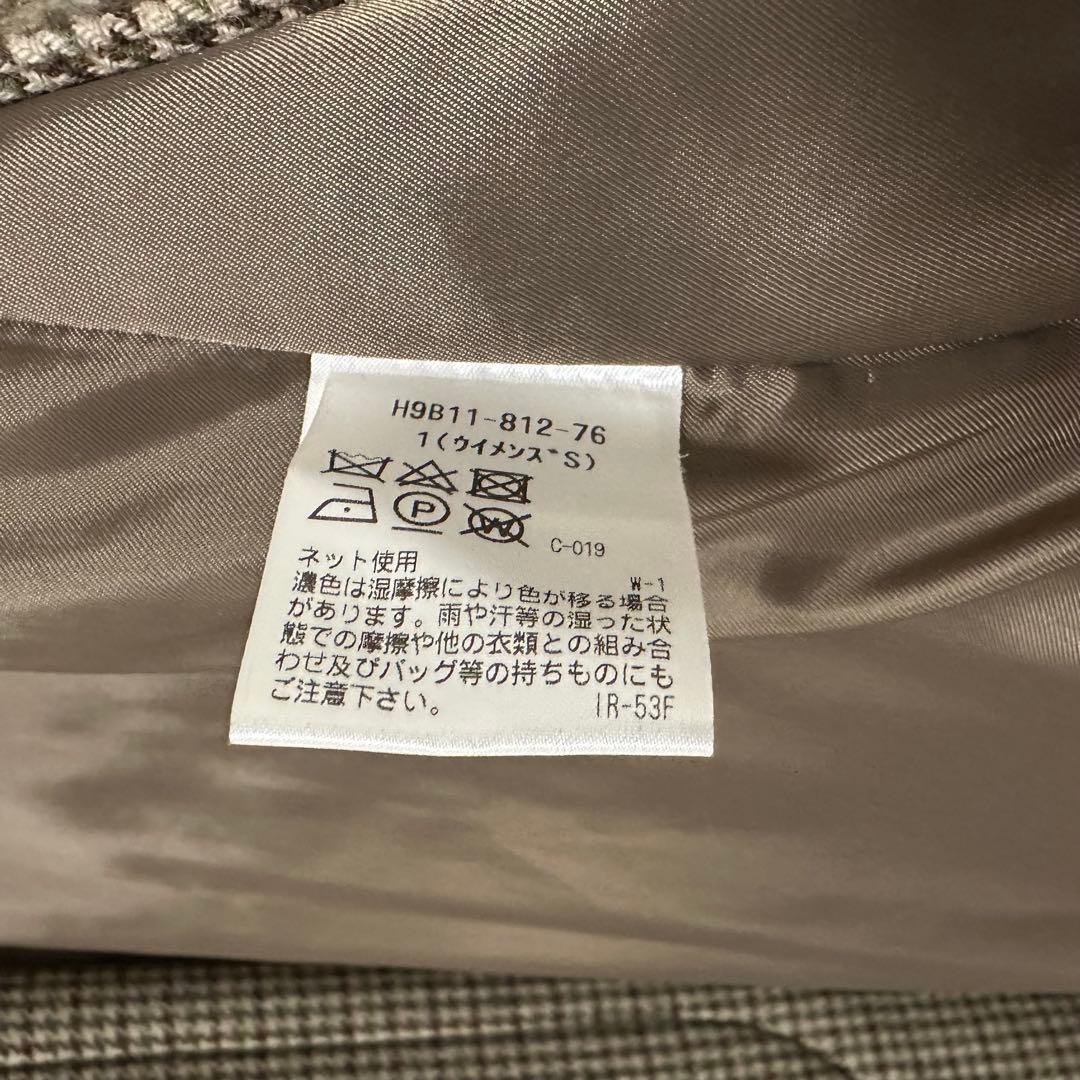 H9B11-812-76
1(ウイメンズS)
P
W
C-019
ネット使用
W-1
濃色は湿摩擦により色が移る場合
があります。雨や汗等の湿った状
態での摩擦や他の衣類との組み合
わせ及びバッグ等の持ちものにも
ご注意下さい。
IR-53F